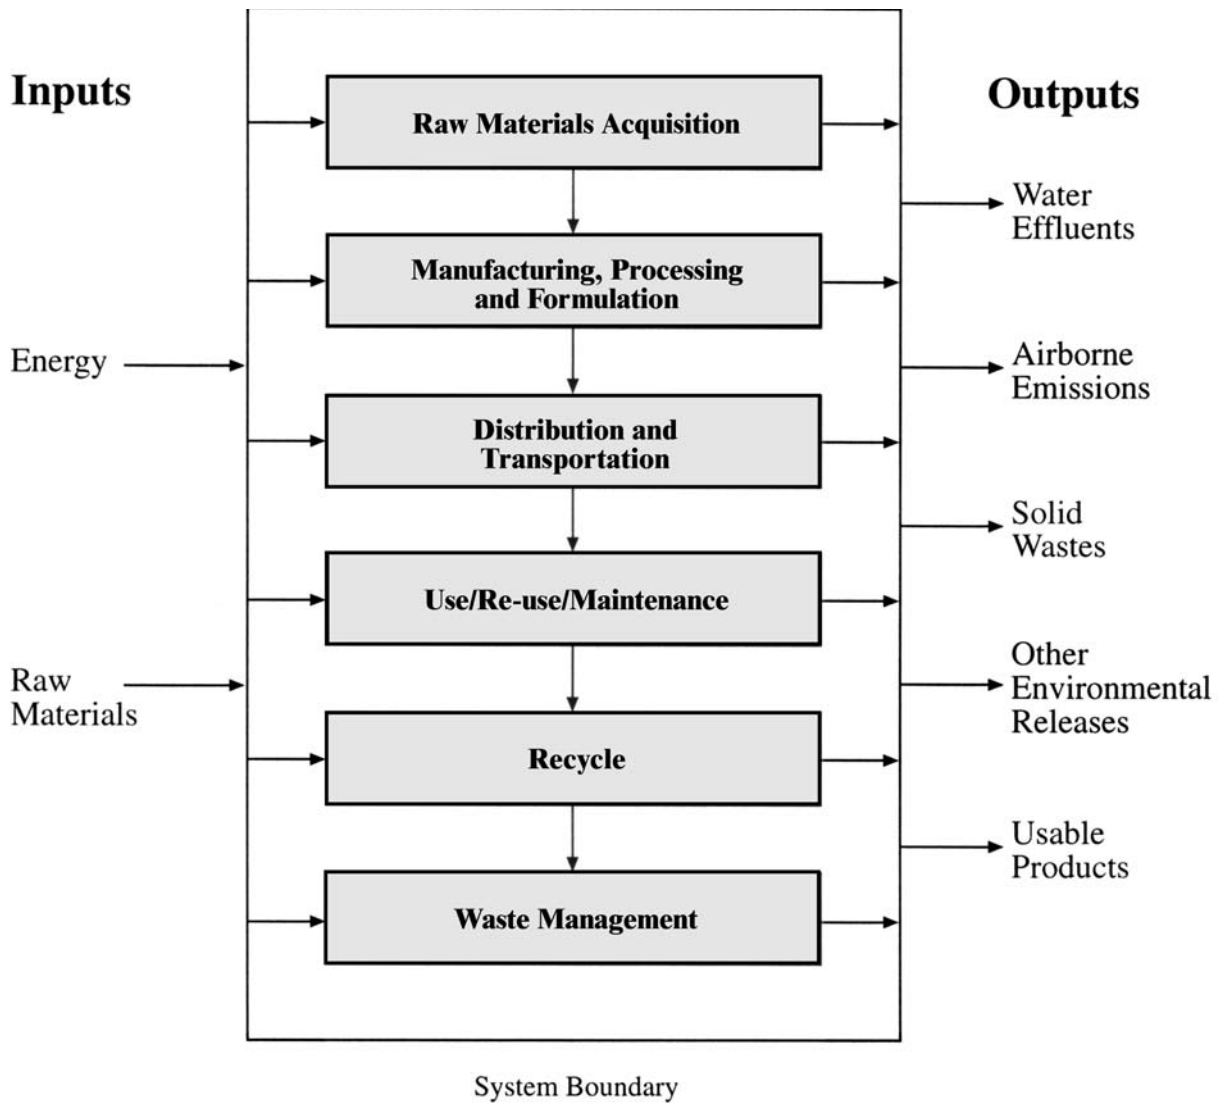 Inputs
Outputs
Raw Materials Acquisition
Water
Effluents
Manufacturing, Processing
and Formulation
Energy
Airborne
Emissions
Distribution and
Transportation
Solid
Wastes
Use/Re-use/Maintenance
Raw
Materials
Other
Environmental
Releases
Recycle
Usable
Products
Waste Management
System Boundary